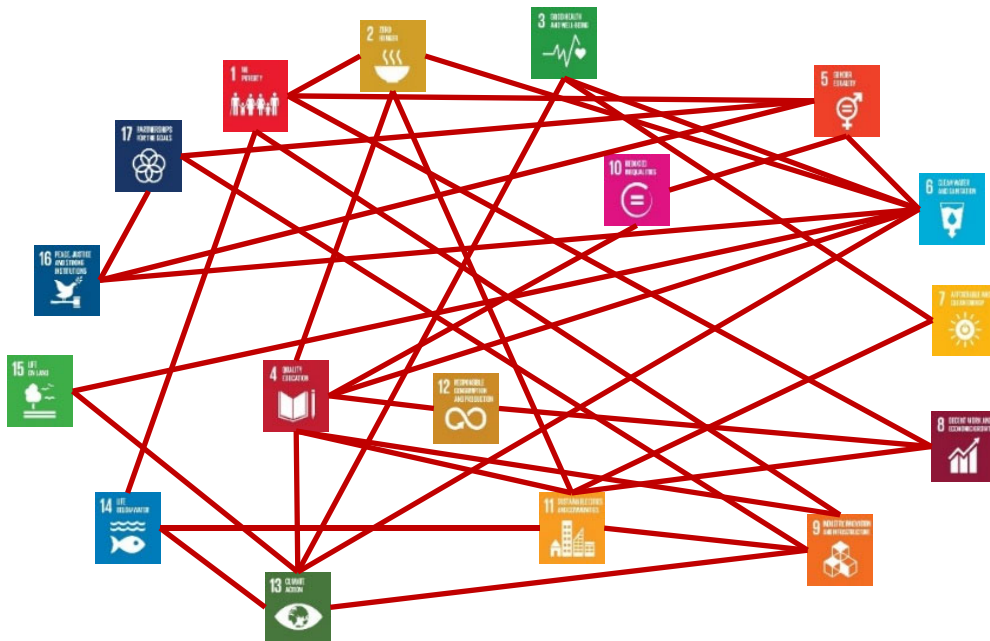 1 NO
POVERTY
2 ZERO
HUNGER
3 GOOD HEALTH
AND WELL-BEING
4 QUALITY
EDUCATION
5 GENDER
EQUALITY
6 CLEAN WATER
AND SANITATION
7 AFFORDABLE AND
CLEAN ENERGY
8 DECENT WORK AND
ECONOMIC GROWTH
9 INDUSTRY, INNOVATION
AND INFRASTRUCTURE
10 REDUCED
INEQUALITIES
11 SUSTAINABLE CITIES
AND COMMUNITIES
12 RESPONSIBLE
CONSUMPTION
AND PRODUCTION
13 CLIMATE
ACTION
14 LIFE
BELOW WATER
15 LIFE
ON LAND
16 PEACE, JUSTICE
AND STRONG
INSTITUTIONS
17 PARTNERSHIPS
FOR THE GOALS